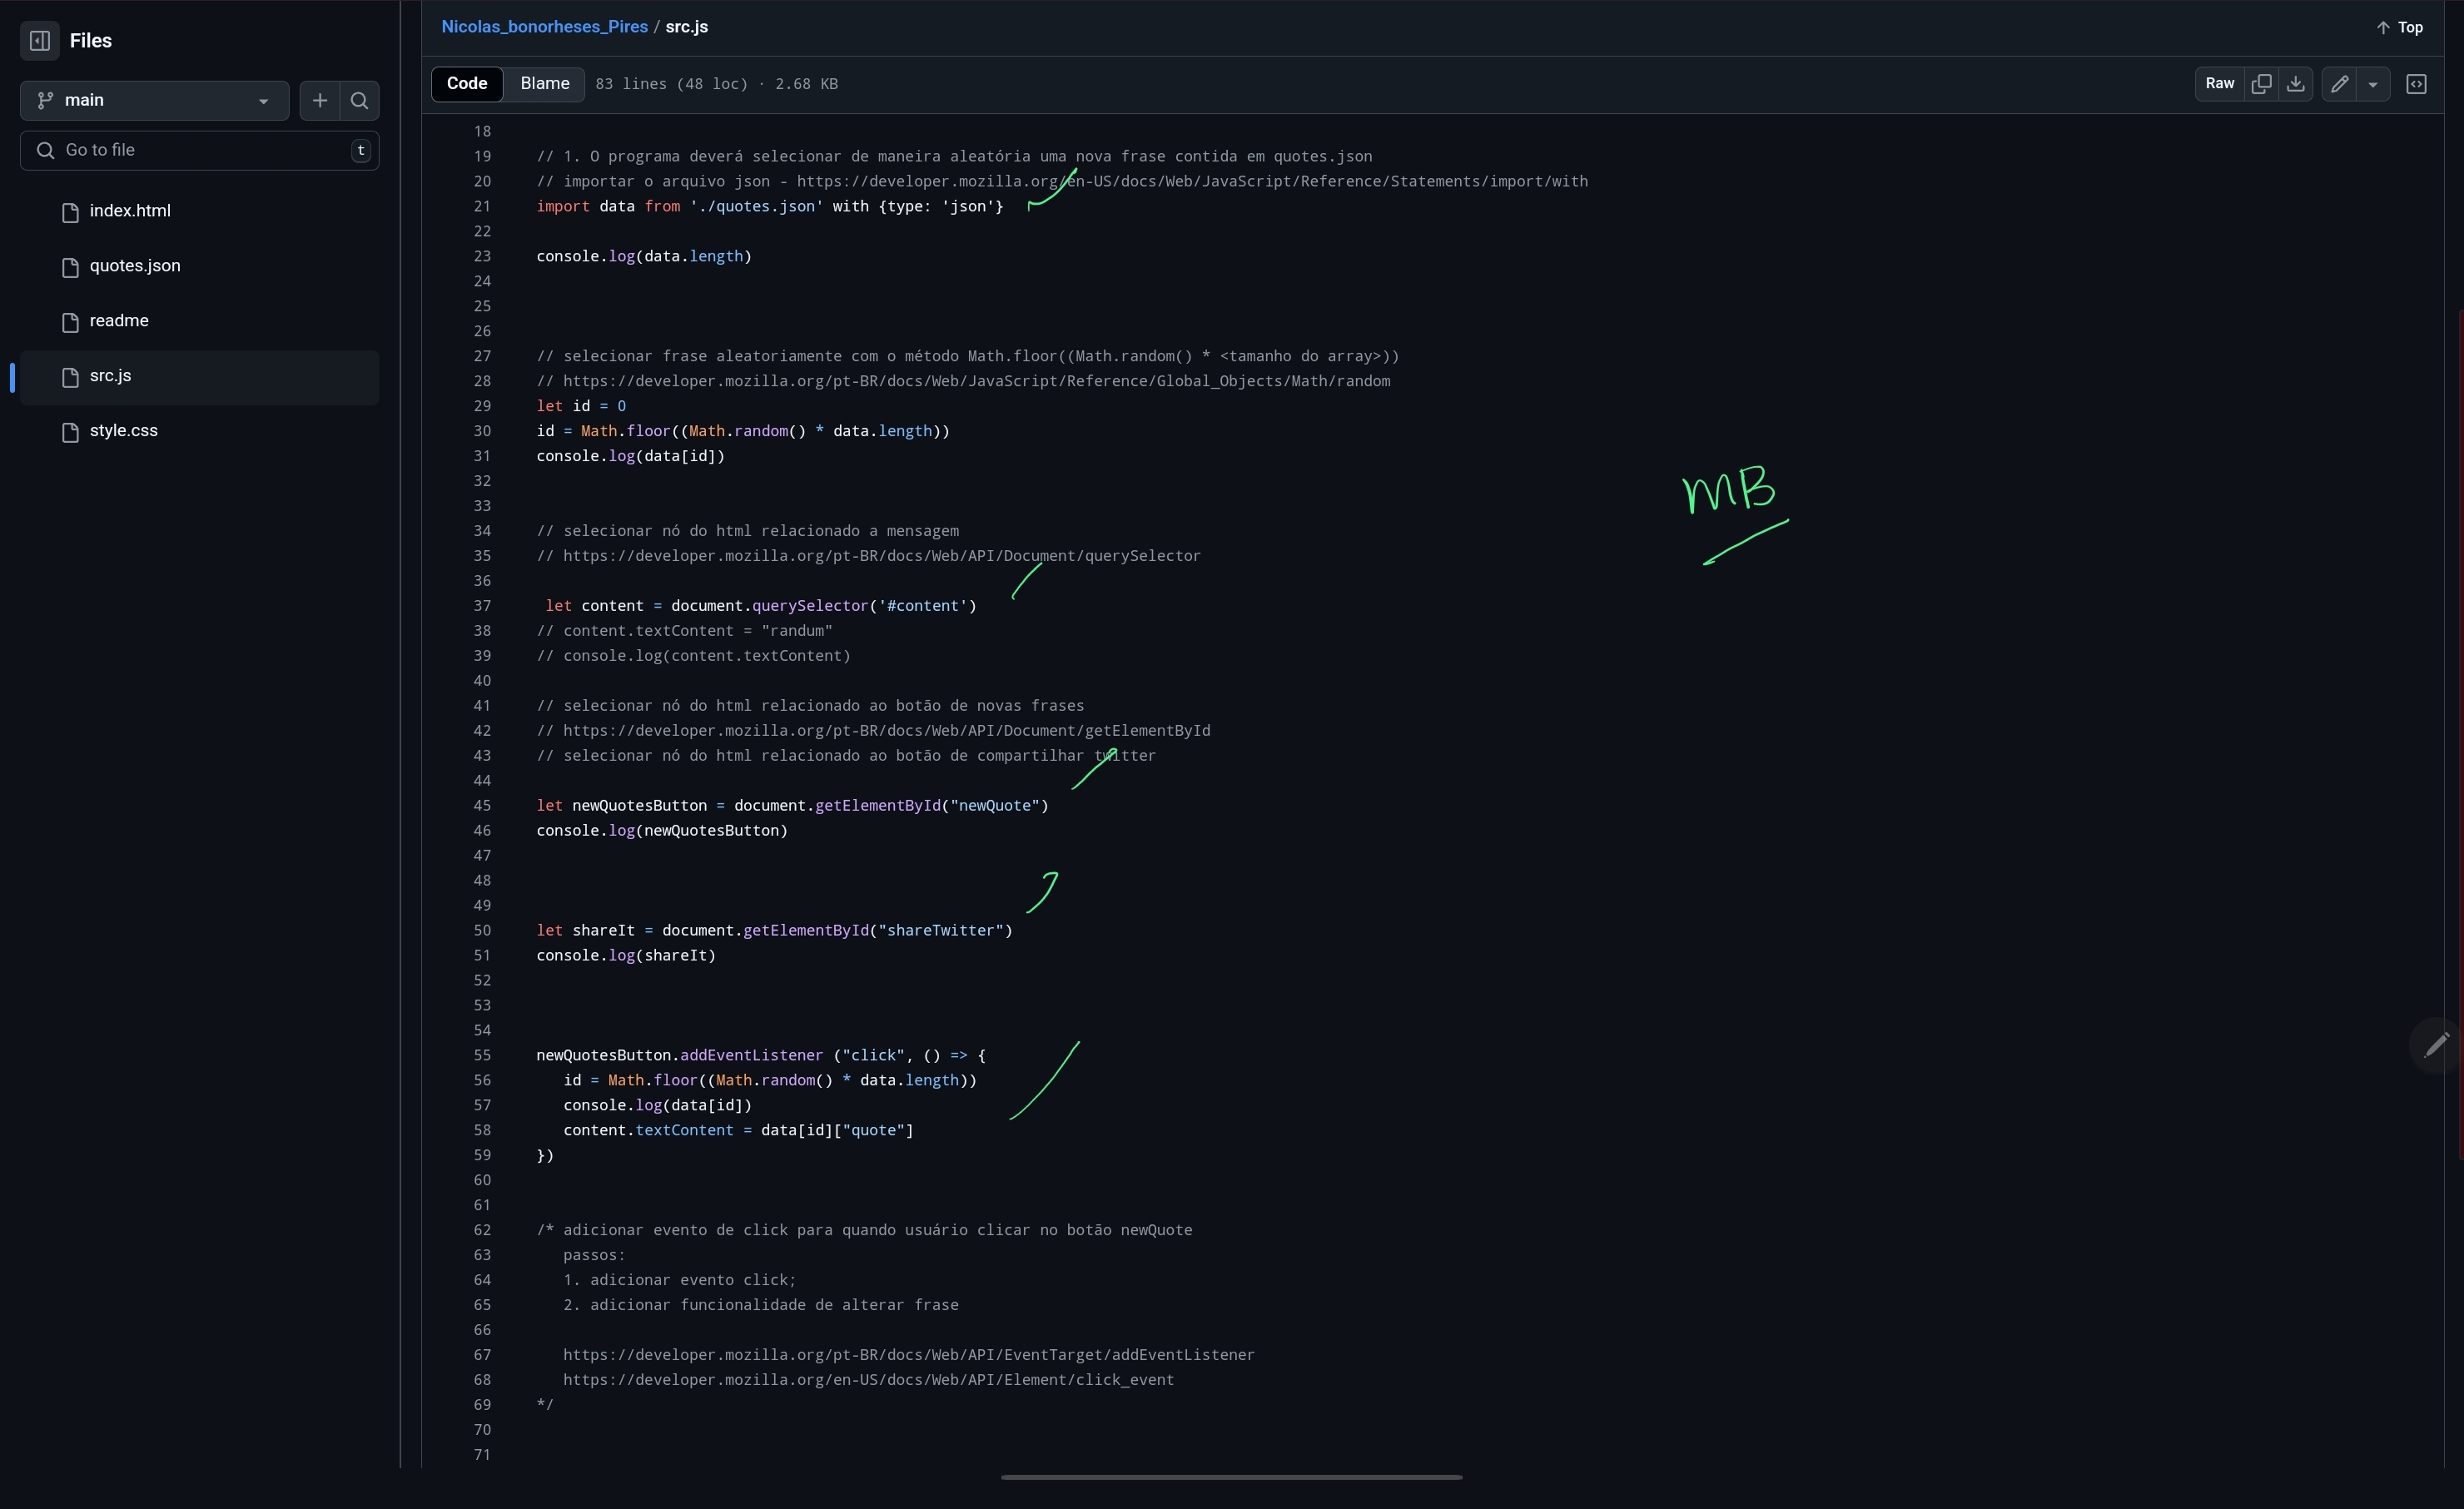 Files
main
Go to file
t
index.html
quotes.json
readme
src.js
style.css
Nicolas_bonorheses_Pires / src.js
Top
Code
Blame
83 lines (48 loc) · 2.68 KB
Raw
18
19 // 1. O programa deverá selecionar de maneira aleatória uma nova frase contida em quotes.json
20 // importar o arquivo json - https://developer.mozilla.org/en-US/docs/Web/JavaScript/Reference/Statements/import/with
21 import data from './quotes.json' with {type: 'json'}
22
23 console.log(data.length)
24
25
26
27 // selecionar frase aleatoriamente com o método Math.floor((Math.random() * <tamanho do array>))
28 // https://developer.mozilla.org/pt-BR/docs/Web/JavaScript/Reference/Global_Objects/Math/random
29 let id = 0
30 id = Math.floor((Math.random() * data.length))
31 console.log(data[id])
32
MB
33
34 // selecionar nó do html relacionado a mensagem
35 // https://developer.mozilla.org/pt-BR/docs/Web/API/Document/querySelector
36
37 let content = document.querySelector('#content')
38 // content.textContent = "randum"
39 // console.log(content.textContent)
40
41 // selecionar nó do html relacionado ao botão de novas frases
42 // https://developer.mozilla.org/pt-BR/docs/Web/API/Document/getElementById
43 // selecionar nó do html relacionado ao botão de compartilhar twitter
44
45 let newQuotesButton = document.getElementById("newQuote")
46 console.log(newQuotesButton)
47
48
49
50 let shareIt = document.getElementById("shareTwitter")
51 console.log(shareIt)
52
53
54
55 newQuotesButton.addEventListener ("click", () => {
56 id = Math.floor((Math.random() * data.length))
57 console.log(data[id])
58 content.textContent = data[id]["quote"]
59 })
60
61
62 /* adicionar evento de click para quando usuário clicar no botão newQuote
63 passos:
64 1. adicionar evento click;
65 2. adicionar funcionalidade de alterar frase
66
67 https://developer.mozilla.org/pt-BR/docs/Web/API/EventTarget/addEventListener
68 https://developer.mozilla.org/en-US/docs/Web/API/Element/click_event
69 */
70
71